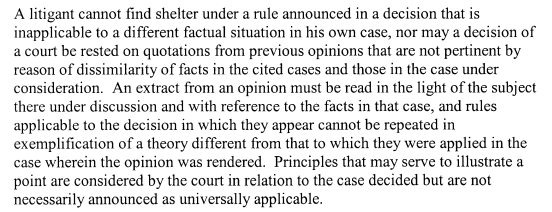 A litigant cannot find shelter under a rule announced in a decision that is
inapplicable to a different factual situation in his own case, nor may a decision of
a court be rested on quotations from previous opinions that are not pertinent by
reason of dissimilarity of facts in the cited cases and those in the case under
consideration.  An extract from an opinion must be read in the light of the subject
there under discussion and with reference to the facts in that case, and rules
applicable to the decision in which they appear cannot be repeated in
exemplification of a theory different from that to which they were applied in the
case wherein the opinion was rendered.  Principles that may serve to illustrate a
point are considered by the court in relation to the case decided but are not
necessarily announced as universally applicable.